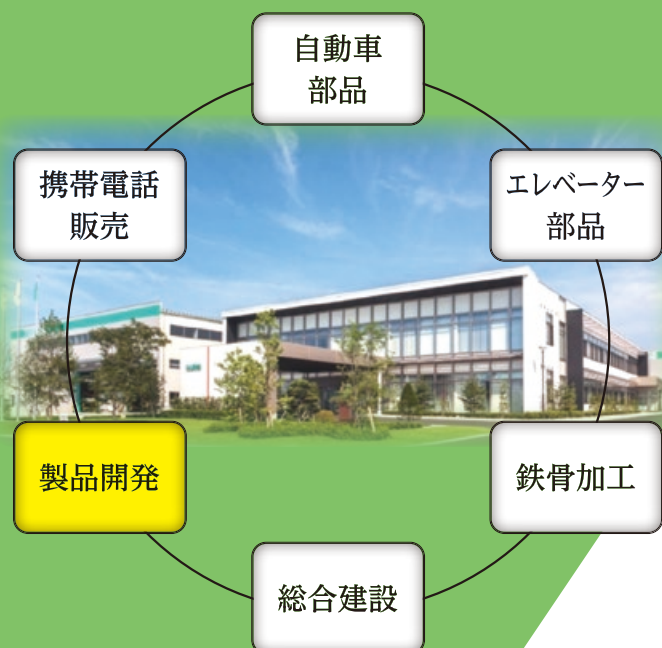 自動車
部品
携帯電話
販売
エレベーター
部品
製品開発
鉄骨加工
総合建設